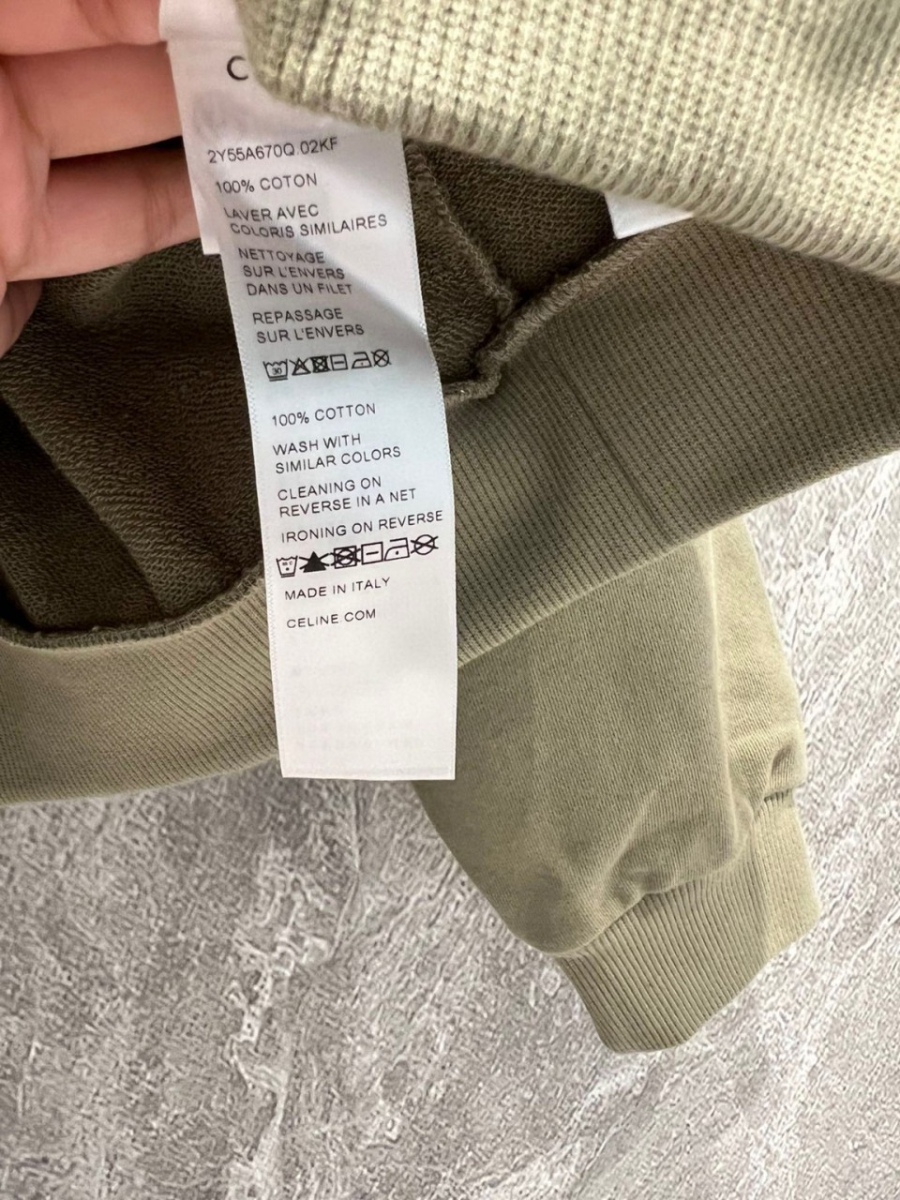 C
2Y55A670Q.02KF
100% COTON
LAVER AVEC
COLORIS SIMILAIRES
NETTOYAGE
SUR L'ENVERS
DANS UN FILET
REPASSAGE
SUR L'ENVERS
30
100% COTTON
WASH WITH
SIMILAR COLORS
CLEANING ON
REVERSE IN A NET
IRONING ON REVERSE
MADE IN ITALY
CELINE.COM